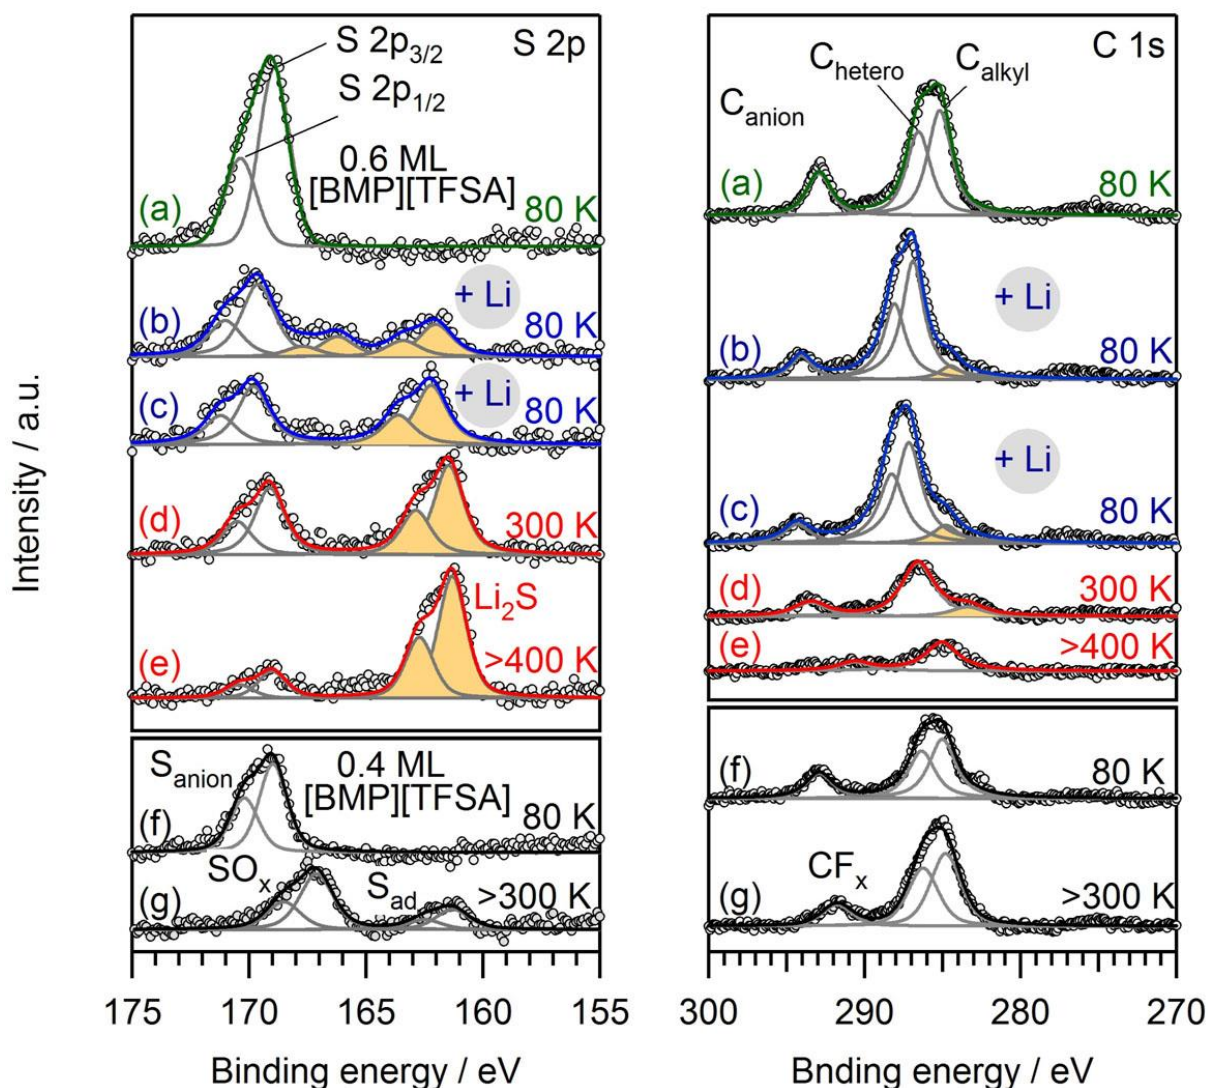 Intensity / a.u.
S 2p
S 2p3/2
S 2p1/2
0.6 ML
[BMP][TFSA]
(a)
80 K
+ Li
(b)
80 K
+ Li
(c)
80 K
(d)
300 K
Li2S
(e)
>400 K
Sanion
0.4 ML
[BMP][TFSA]
(f)
80 K
SOx
Sad
(g)
>300 K
175 170 165 160 155
Binding energy / eV
C 1s
Chetero
Calkyl
Canion
(a)
80 K
+ Li
(b)
80 K
+ Li
(c)
80 K
(d)
300 K
(e)
>400 K
(f)
80 K
CFx
(g)
>300 K
300 290 280 270
Bnding energy / eV